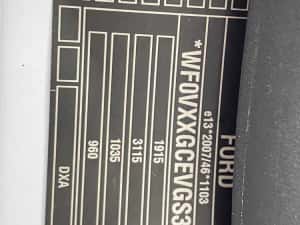 FORD
e13*2007/46*1103
*WF0VXXGCEVGS3
1915
3115
1035
960
DXA